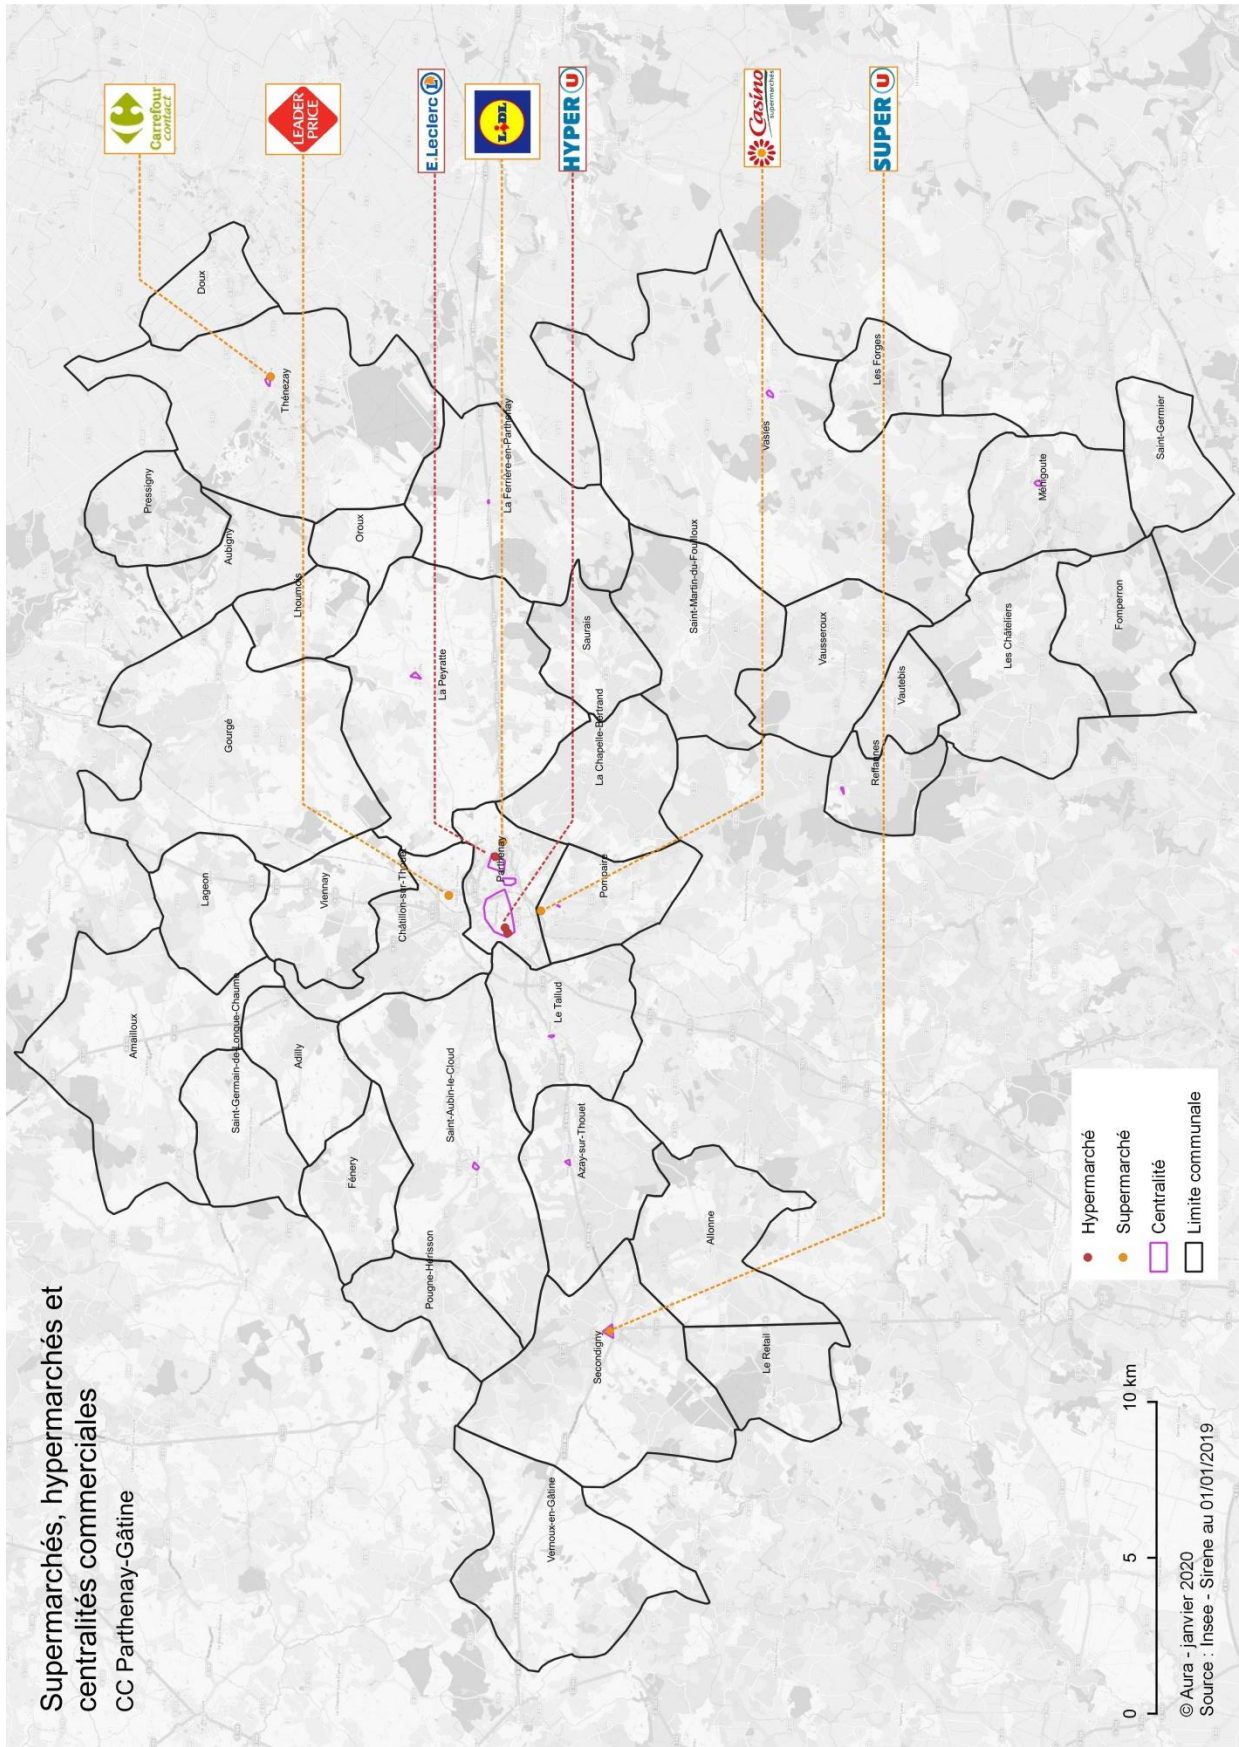 Supermarchés, hypermarchés et
centralités commerciales
CC Parthenay-Gâtine
Carrefour
contact
LEADER
PRICE
E.Leclerc L
LIDL
HYPER U
Casino
supermarchés
SUPER U
Doux
Thénezay
Pressigny
Aubigny
Oroux
Lhoumois
La Ferrière-en-Parthenay
Gourgé
La Peyratte
Saurais
Saint-Martin-du-Fouilloux
Vasles
Les Forges
Ménigoute
Saint-Germier
Fomperron
Les Châteliers
Vausseroux
Vautebis
Reffannes
La Chapelle-Bertrand
Parthenay
Pompaire
Châtillon-sur-Thouet
Viennay
Lageon
Amailloux
Saint-Germain-de-Longue-Chaume
Adilly
Fénery
Saint-Aubin-le-Cloud
Le Tallud
Azay-sur-Thouet
Pougne-Hérisson
Allonne
Secondigny
Le Retail
Vernoux-en-Gâtine
Hypermarché
Supermarché
Centralité
Limite communale
0 5 10 km
© Aura - janvier 2020
Source : Insee - Sirene au 01/01/2019